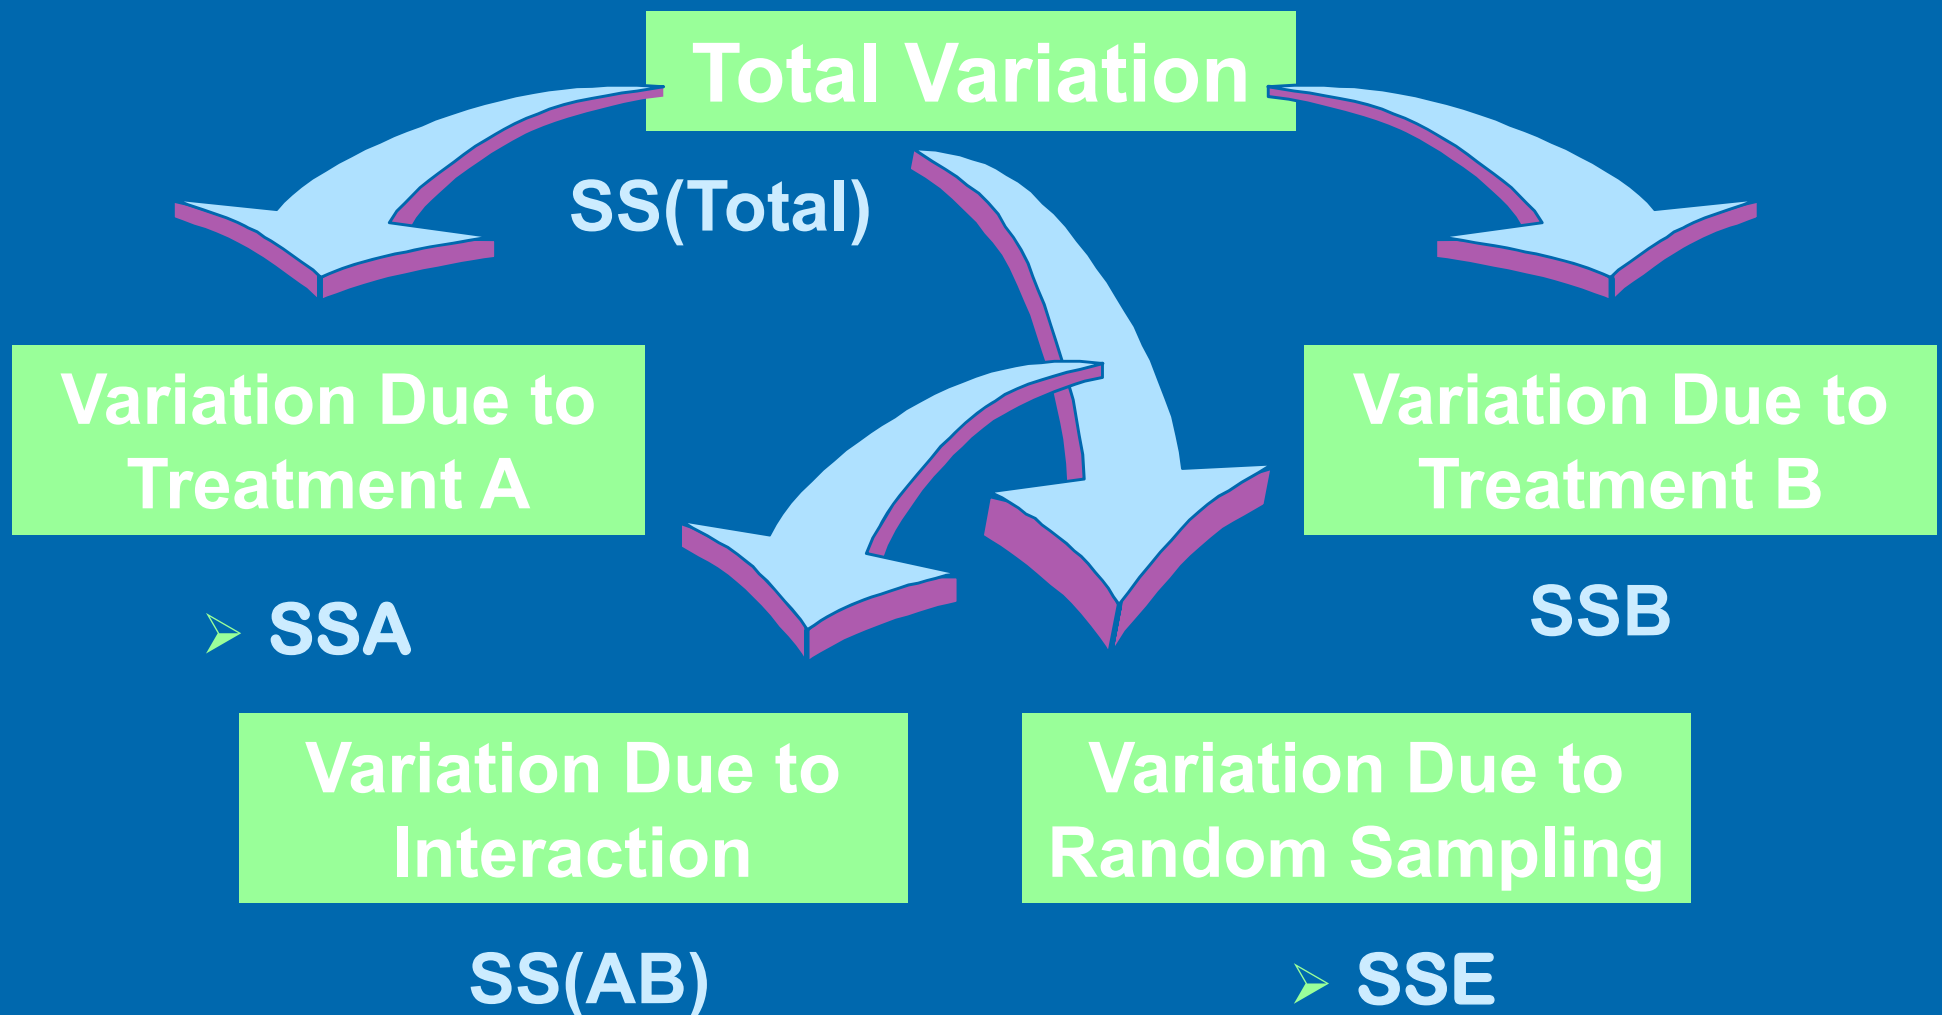 Total Variation
SS(Total)
Variation Due to
Treatment A
Variation Due to
Treatment B
SSA
SSB
Variation Due to
Interaction
Variation Due to
Random Sampling
SS(AB)
SSE